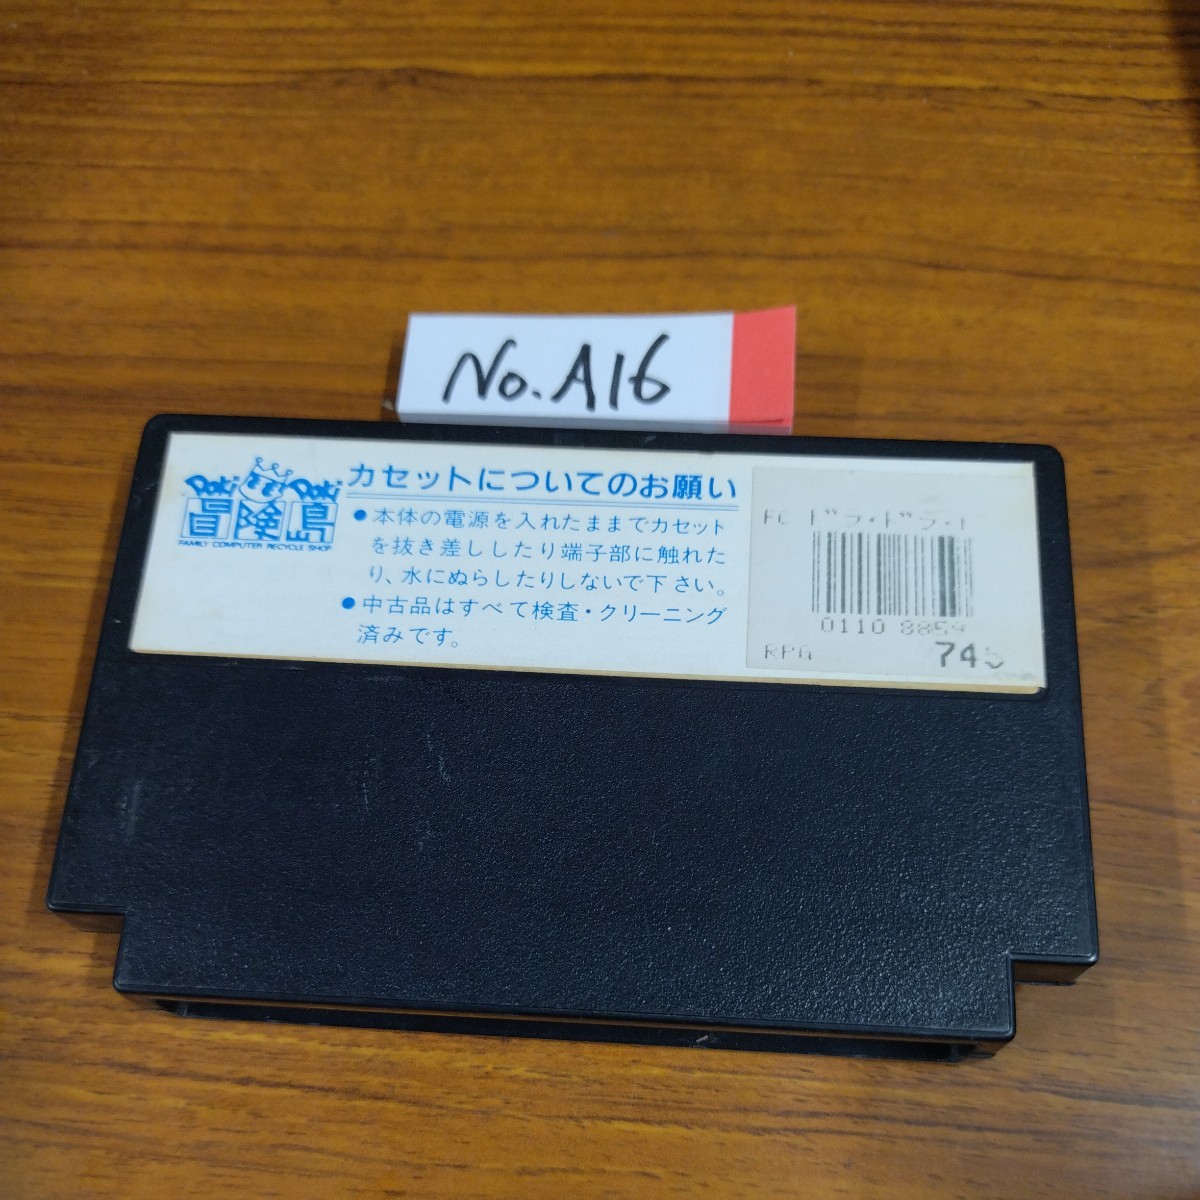 No.A16
Doki Doki
冒険島
FAMILY COMPUTER RECYCLE SHOP
カセットについてのお願い
●本体の電源を入れたままでカセット
を抜き差ししたり端子部に触れた
り、水にぬらしたりしないで下さい。
●中古品はすべて検査・クリーニング
済みです。
FC ドラ・ドラ・
0110 8859
RPG
745